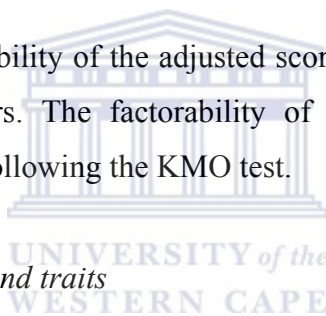 bility of the adjusted scor
rs. The factorability of
ollowing the KMO test.
UNIVERSITY of the
nd traits
WESTERN CAPE